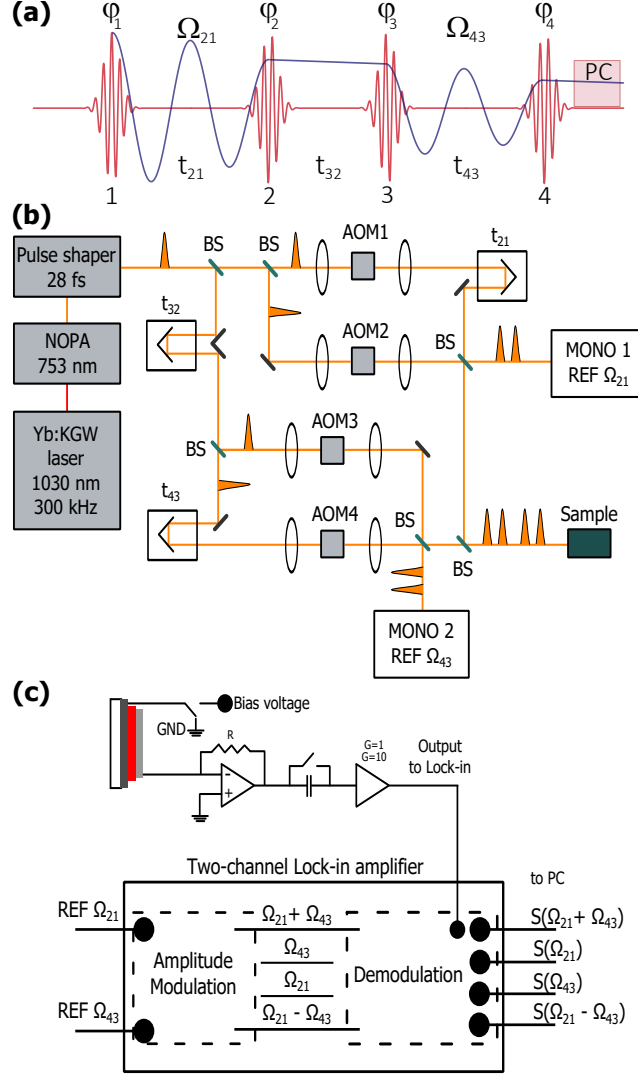 (a)
φ1 φ2 φ3 φ4
Ω21 Ω43
PC
t21 t32 t43
1 2 3 4
(b)
Pulse shaper
28 fs
NOPA
753 nm
Yb:KGW
laser
1030 nm
300 kHz
BS
BS
AOM1
t21
t32
AOM2
BS
MONO 1
REF Ω21
BS
AOM3
t43
AOM4
BS
BS
Sample
MONO 2
REF Ω43
(c)
Bias voltage
GND
R
-
+
G=1
G=10
Output
to Lock-in
Two-channel Lock-in amplifier
to PC
REF Ω21
REF Ω43
Amplitude
Modulation
Ω21+ Ω43
Ω43
Ω21
Ω21 - Ω43
Demodulation
S(Ω21+ Ω43)
S(Ω21)
S(Ω43)
S(Ω21 - Ω43)